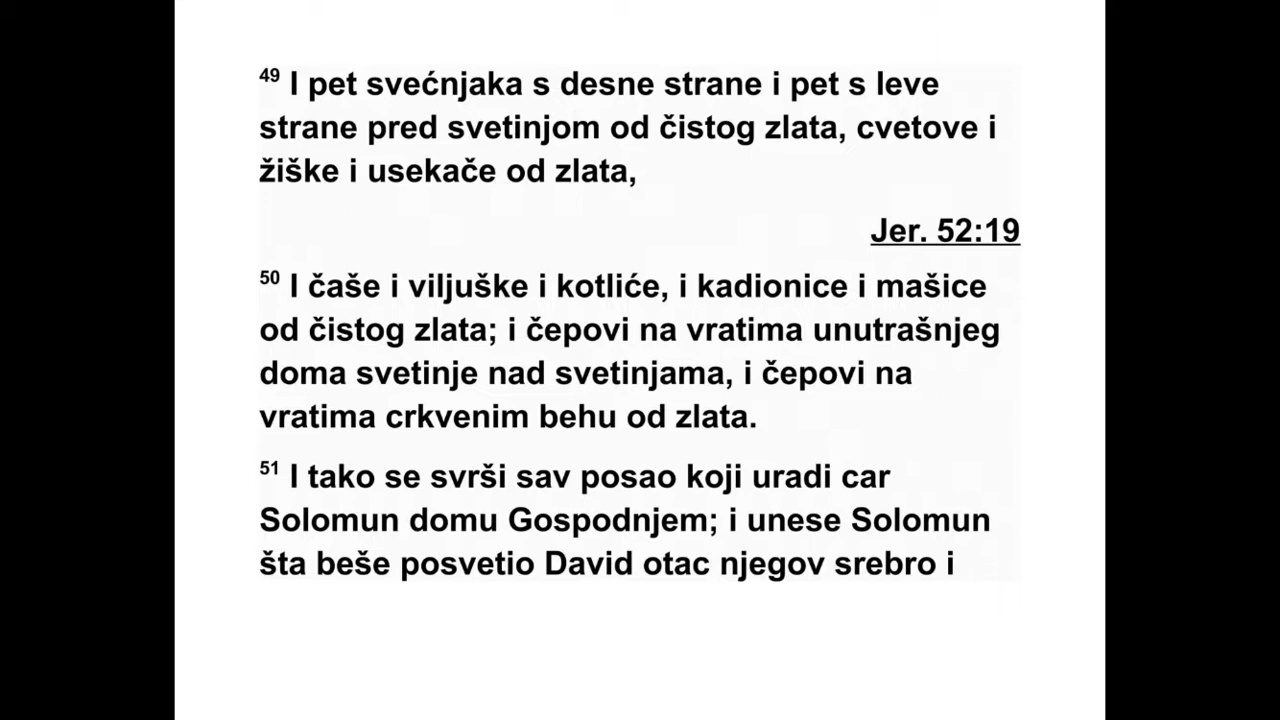 49 I pet svećnjaka s desne strane i pet s leve
strane pred svetinjom od čistog zlata, cvetove i
žiške i usekače od zlata,
Jer. 52:19
50 I čaše i viljuške i kotliće, i kadionice i mašice
od čistog zlata; i čepovi na vratima unutrašnjeg
doma svetinje nad svetinjama, i čepovi na
vratima crkvenim behu od zlata.
51 I tako se svrši sav posao koji uradi car
Solomun domu Gospodnjem; i unese Solomun
šta beše posvetio David otac njegov srebro i